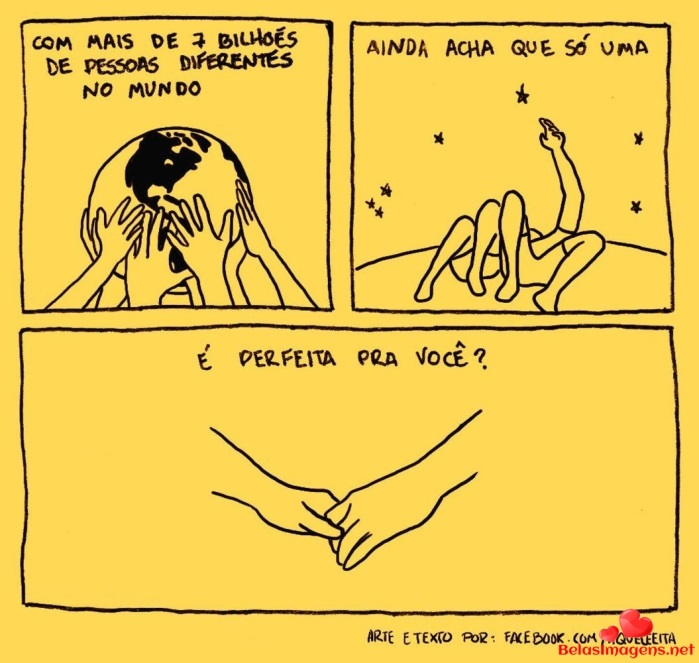 COM MAIS DE 7 BILHÕES
DE PESSOAS DIFERENTES
NO MUNDO
AINDA ACHA QUE SÓ UMA
É PERFEITA PRA VOCÊ?
ARTE E TEXTO POR: FACEBOOK.COM
BelasImagens.net